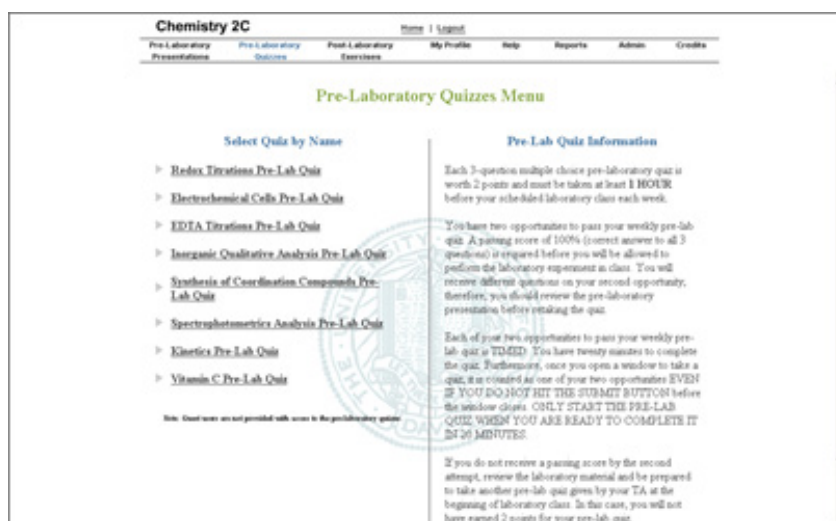 Chemistry 2C
Home | Logout
Pre-Laboratory Presentations
Pre-Laboratory Quizzes
Post-Laboratory Exercises
My Profile
Help
Reports
Admin
Credits
Pre-Laboratory Quizzes Menu
Select Quiz by Name
Redox Titrations Pre-Lab Quiz
Electrochemical Cells Pre-Lab Quiz
EDTA Titrations Pre-Lab Quiz
Inorganic Qualitative Analysis Pre-Lab Quiz
Synthesis of Coordination Compounds Pre-
Lab Quiz
Spectrophotometrics Analysis Pre-Lab Quiz
Kinetics Pre-Lab Quiz
Vitamin C Pre-Lab Quiz
Note: Guest users are not provided with access to the pre-laboratory quizzes
Pre-Lab Quiz Information
Each 3-question multiple choice pre-laboratory quiz is
worth 2 points and must be taken at least 1 HOUR
before your scheduled laboratory class each week.
You have two opportunities to pass your weekly pre-lab
quiz. A passing score of 100% (correct answer to all 3
questions) is required before you will be allowed to
perform the laboratory experiment in class. You will
receive different questions on your second opportunity,
therefore, you should review the pre-laboratory
presentation before retaking the quiz.
Each of your two opportunities to pass your weekly pre-
lab quiz is TIMED. You have twenty minutes to complete
the quiz. Furthermore, once you open a window to take a
quiz, it is counted as one of your two opportunities EVEN
IF YOU DO NOT HIT THE SUBMIT BUTTON before
the window closes. ONLY START THE PRE-LAB
QUIZ WHEN YOU ARE READY TO COMPLETE IT
IN 20 MINUTES.
If you do not receive a passing score by the second
attempt, review the laboratory material and be prepared
to take another pre-lab quiz given by your TA at the
beginning of laboratory class. In this case, you will not
have earned 2 points for your pre-lab quiz.